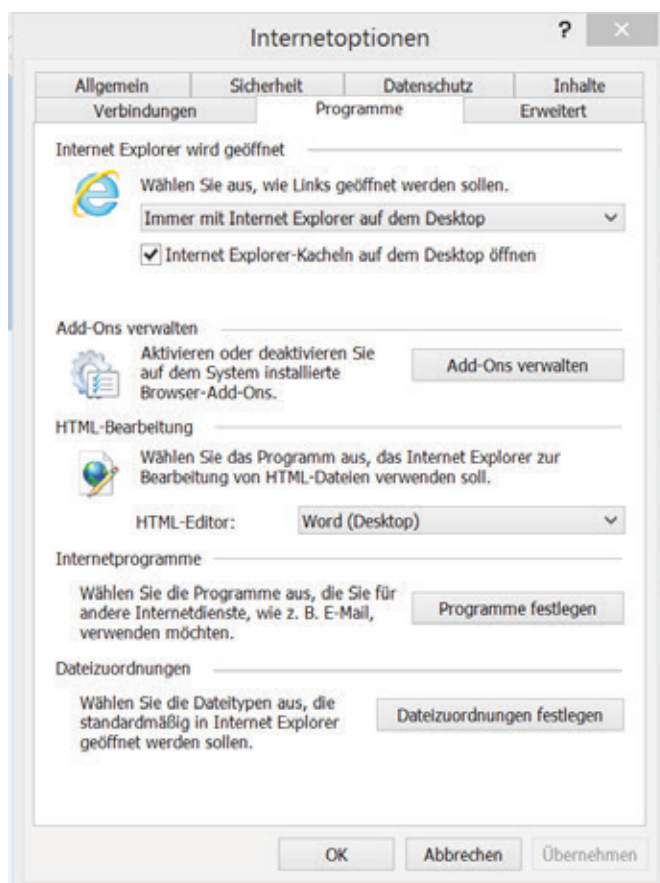 Internetoptionen
?
Allgemein Sicherheit Datenschutz Inhalte
Verbindungen Programme Erweitert
Internet Explorer wird geöffnet
Wählen Sie aus, wie Links geöffnet werden sollen.
Immer mit Internet Explorer auf dem Desktop
Internet Explorer-Kacheln auf dem Desktop öffnen
Add-Ons verwalten
Aktivieren oder deaktivieren Sie
auf dem System installierte
Browser-Add-Ons.
Add-Ons verwalten
HTML-Bearbeitung
Wählen Sie das Programm aus, das Internet Explorer zur
Bearbeitung von HTML-Dateien verwenden soll.
HTML-Editor: Word (Desktop)
Internetprogramme
Wählen Sie die Programme aus, die Sie für
andere Internetdienste, wie z. B. E-Mail,
verwenden möchten.
Programme festlegen
Dateizuordnungen
Wählen Sie die Dateitypen aus, die
standardmäßig in Internet Explorer
geöffnet werden sollen.
Dateizuordnungen festlegen
OK Abbrechen Übernehmen